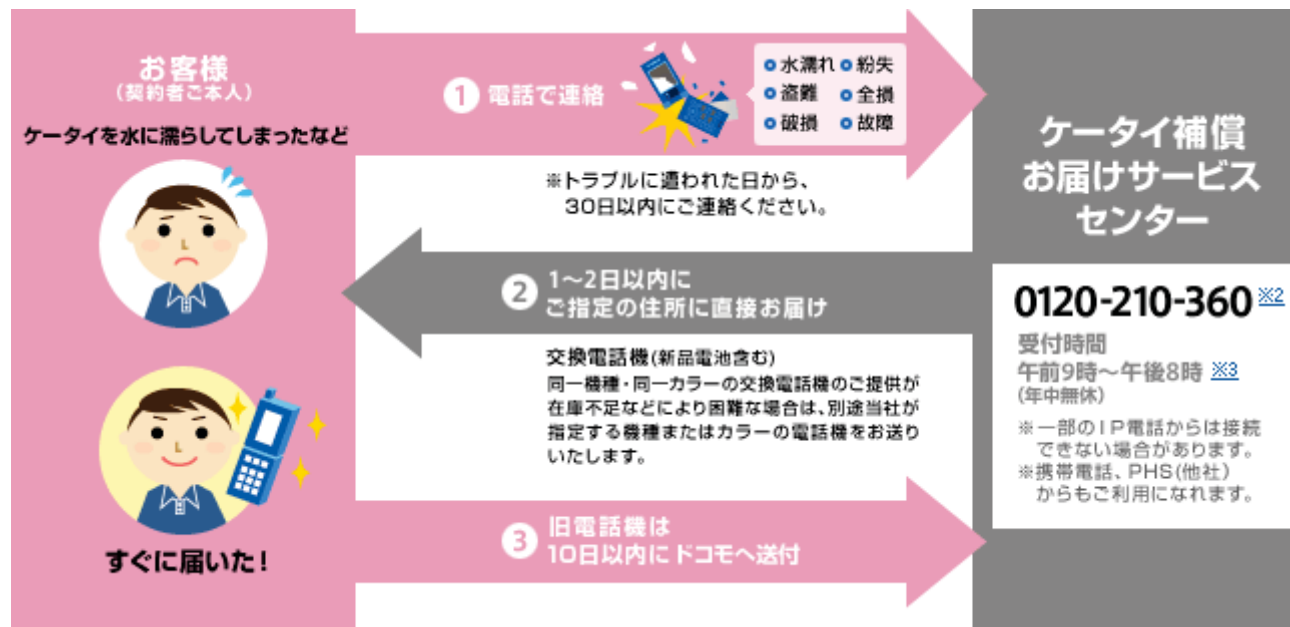 お客様
(契約者ご本人)
ケータイを水に濡らしてしまったなど
すぐに届いた!
1 電話で連絡
水濡れ 紛失
盗難 全損
破損 故障
※トラブルに遭われた日から、
30日以内にご連絡ください。
2 1〜2日以内に
ご指定の住所に直接お届け
交換電話機(新品電池含む)
同一機種・同一カラーの交換電話機のご提供が
在庫不足などにより困難な場合は、別途当社が
指定する機種またはカラーの電話機をお送り
いたします。
3 旧電話機は
10日以内にドコモへ送付
ケータイ補償
お届けサービス
センター
0120-210-360 ※2
受付時間
午前9時〜午後8時 ※3
(年中無休)
※一部のIP電話からは接続
できない場合があります。
※携帯電話、PHS(他社)
からもご利用になれます。